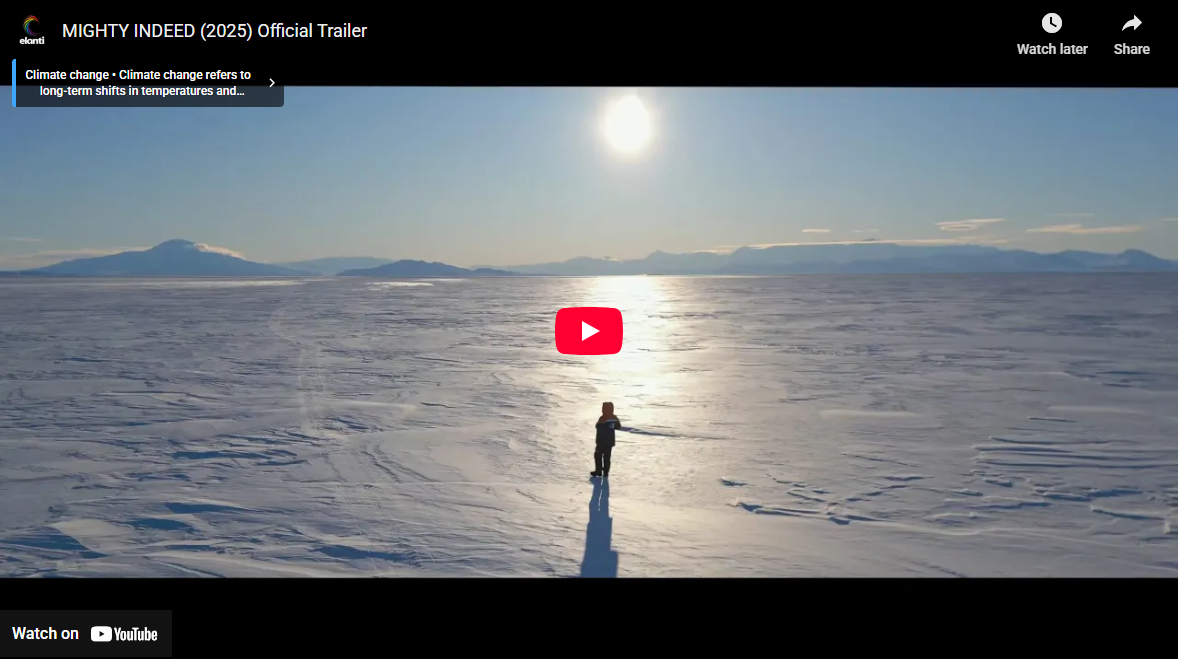 elanti
MIGHTY INDEED (2025) Official Trailer
Watch later
Share
Climate change • Climate change refers to
long-term shifts in temperatures and...
Watch on YouTube